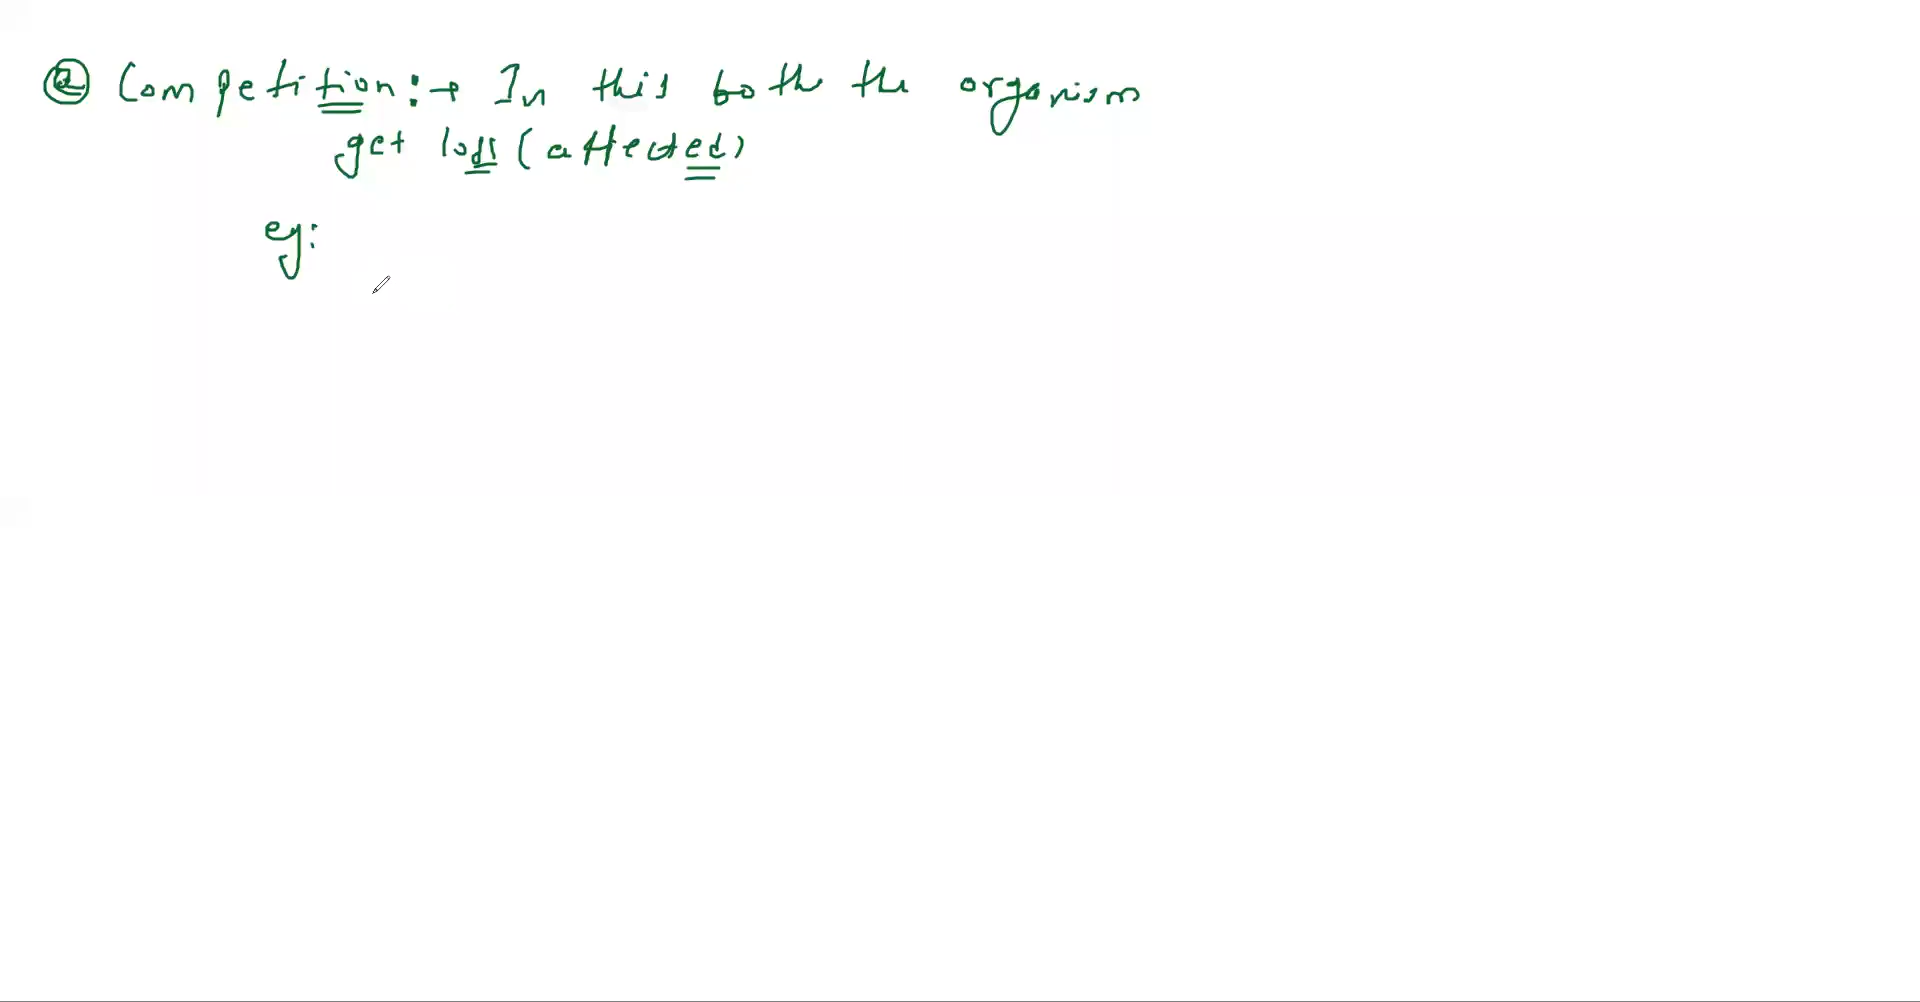 ② Competition:→ In this both the organism
get loss (affected)
eg: